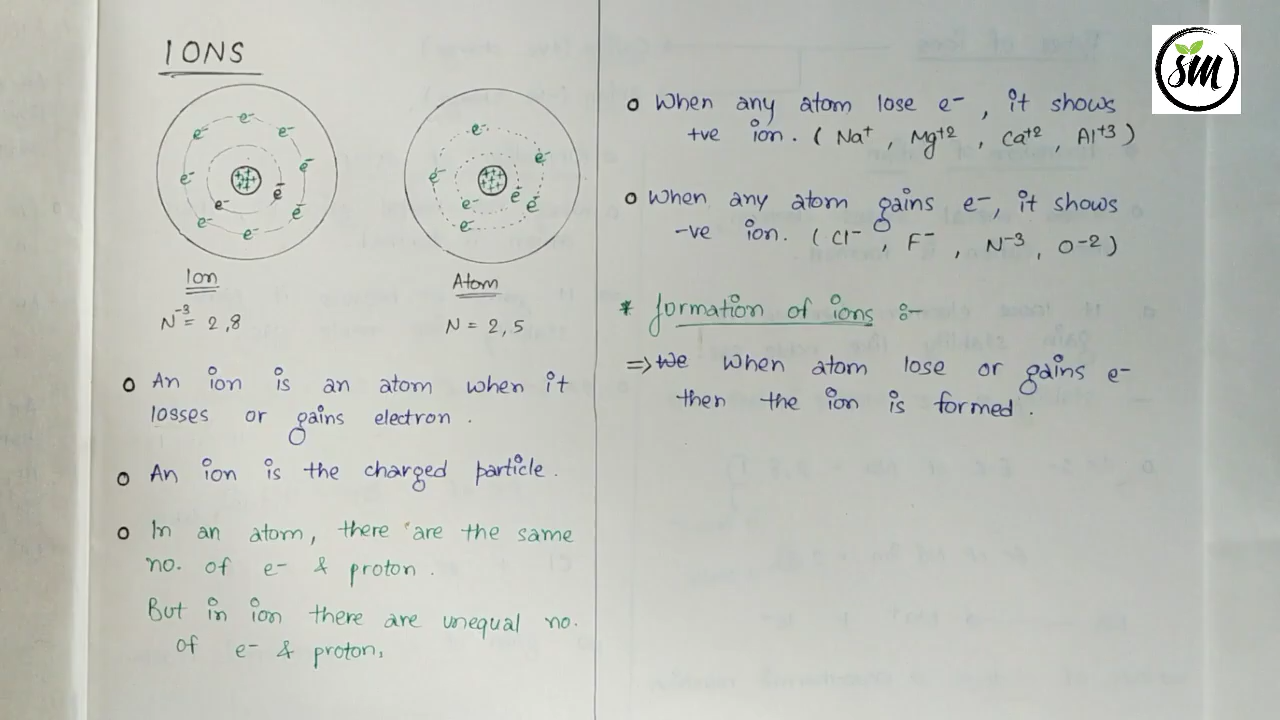 IONS
e- e- e- e- e- e- e- e- e- e-
e- e- e- e- e- e- e-
Ion
N-3 = 2,8
Atom
N = 2,5
o An ion is an atom when it
losses or gains electron.
o An ion is the charged particle.
o In an atom, there are the same
no. of e- & proton.
But in ion there are unequal no.
of e- & proton.
o When any atom lose e-, it shows
+ve ion. ( Na+, Mg+2, Ca+2, Al+3 )
o When any atom gains e-, it shows
-ve ion. ( Cl-, F-, N-3, O-2 )
* formation of ions :-
=> We when atom lose or gains e-
then the ion is formed.
SM